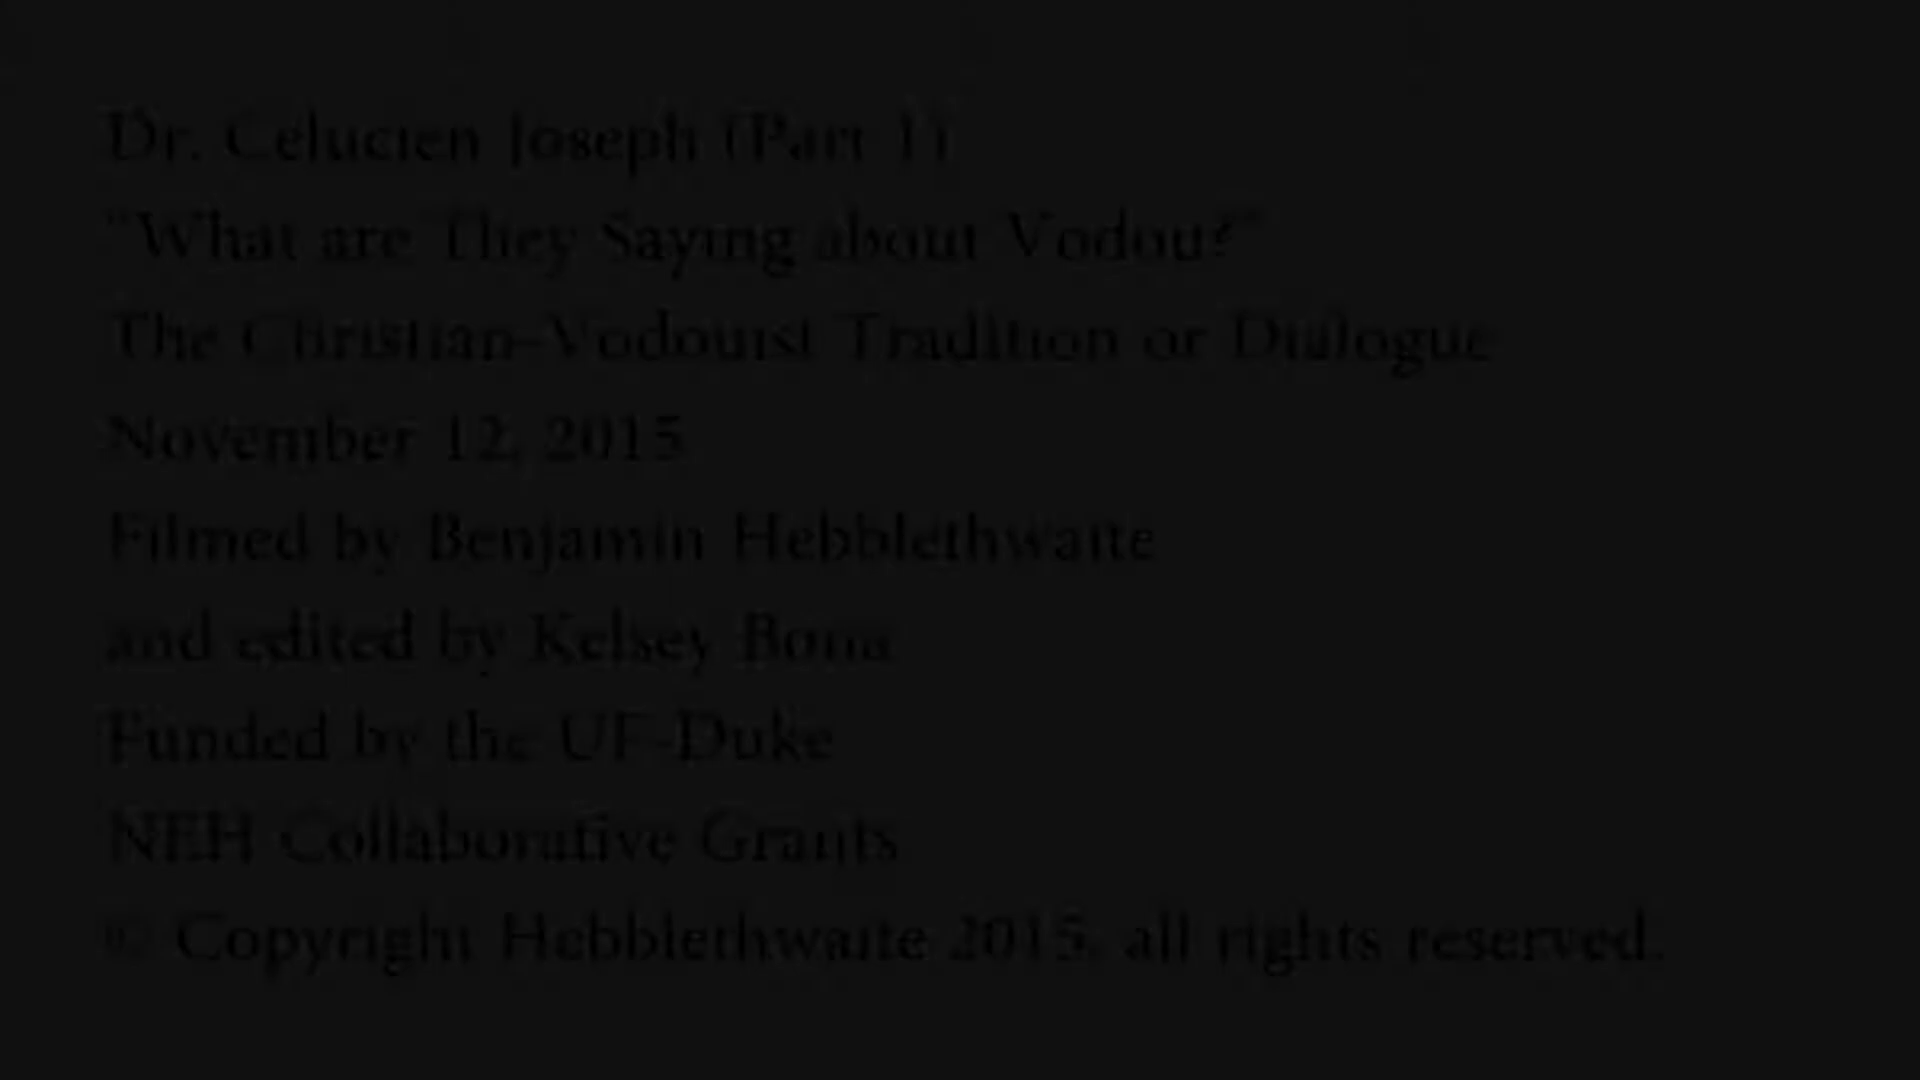 Dr. Celucien Joseph (Part 1)
"What are They Saying about Vodou?"
The Christian-Vodouist Tradition or Dialogue
November 12, 2015
Filmed by Benjamin Hebblethwaite
and edited by Kelsey Bona
Funded by the UF-Duke
NEH Collaborative Grants
© Copyright Hebblethwaite 2015, all rights reserved.